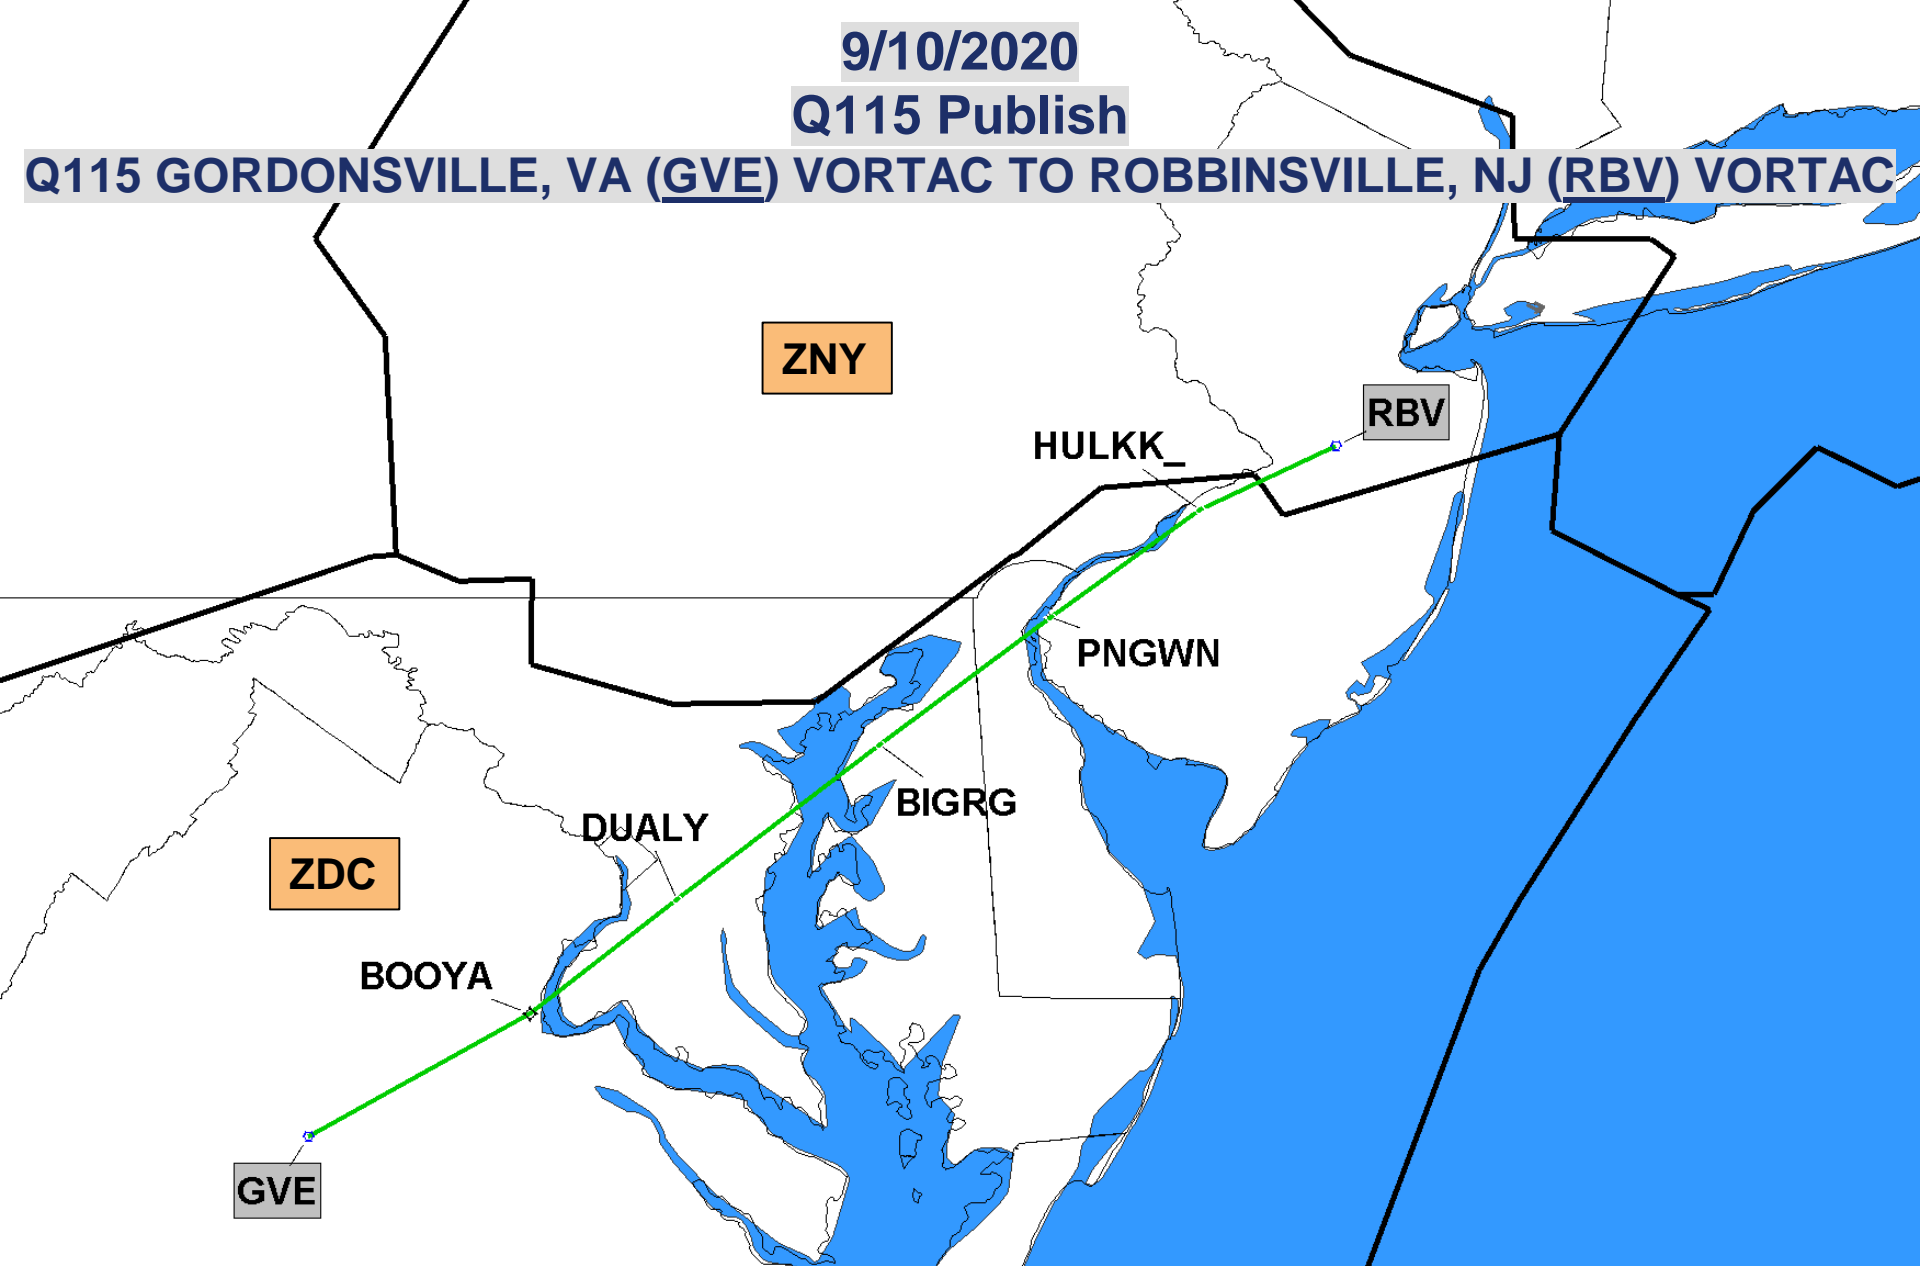 9/10/2020
Q115 Publish
Q115 GORDONSVILLE, VA (GVE) VORTAC TO ROBBINSVILLE, NJ (RBV) VORTAC
ZNY
RBV
HULKK_
PNGWN
BIGRG
DUALY
ZDC
BOOYA
GVE